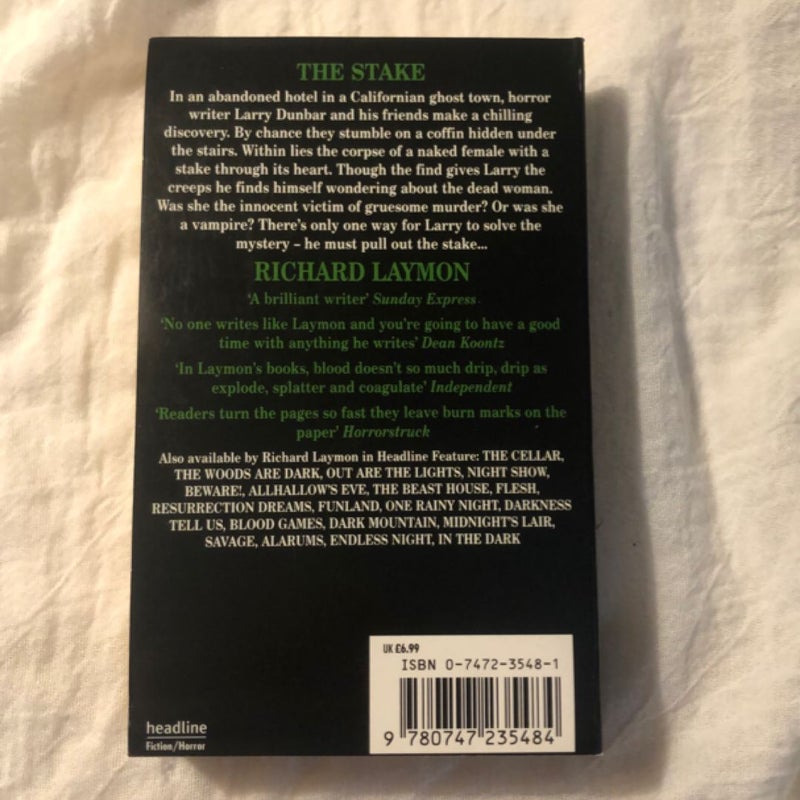 THE STAKE
In an abandoned hotel in a Californian ghost town, horror
writer Larry Dunbar and his friends make a chilling
discovery. By chance they stumble on a coffin hidden under
the stairs. Within lies the corpse of a naked female with a
stake through its heart. Though the find gives Larry the
creeps he finds himself wondering about the dead woman.
Was she the innocent victim of gruesome murder? Or was she
a vampire? There's only one way for Larry to solve the
mystery – he must pull out the stake...
RICHARD LAYMON
'A brilliant writer' Sunday Express
'No one writes like Laymon and you're going to have a good
time with anything he writes' Dean Koontz
'In Laymon's books, blood doesn't so much drip, drip as
explode, splatter and coagulate' Independent
'Readers turn the pages so fast they leave burn marks on the
paper' Horrorstruck
Also available by Richard Laymon in Headline Feature: THE CELLAR,
THE WOODS ARE DARK, OUT ARE THE LIGHTS, NIGHT SHOW,
BEWARE!, ALLHALLOW'S EVE, THE BEAST HOUSE, FLESH,
RESURRECTION DREAMS, FUNLAND, ONE RAINY NIGHT, DARKNESS
TELL US, BLOOD GAMES, DARK MOUNTAIN, MIDNIGHT'S LAIR,
SAVAGE, ALARUMS, ENDLESS NIGHT, IN THE DARK
UK £6.99
ISBN 0-7472-3548-1
9 780747 235484
headline
Fiction/Horror